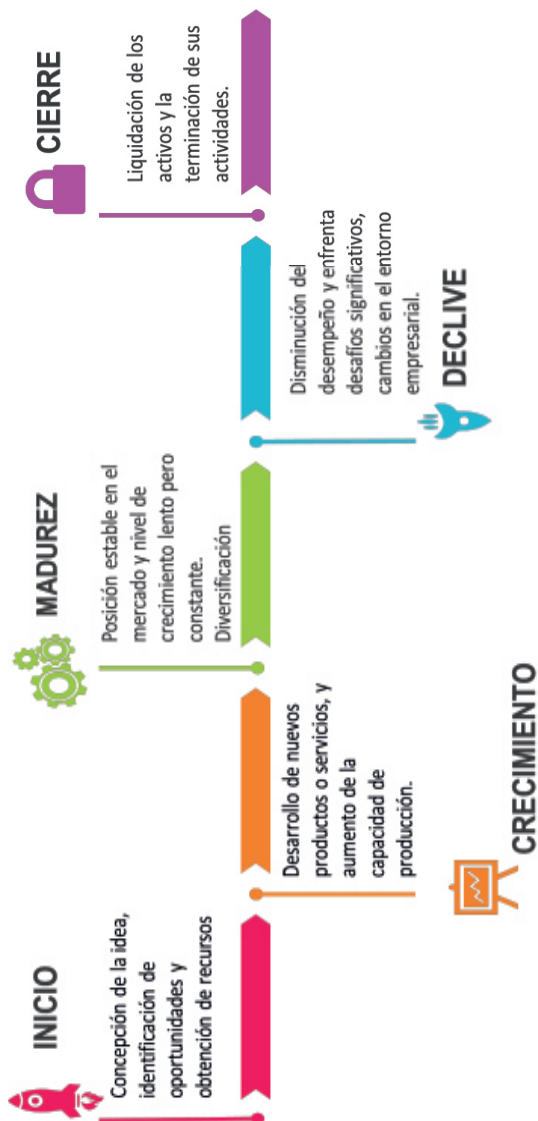 INICIO
Concepción de la idea,
identificación de
oportunidades y
obtención de recursos
CRECIMIENTO
Desarrollo de nuevos
productos o servicios, y
aumento de la
capacidad de
producción.
MADUREZ
Posición estable en el
mercado y nivel de
crecimiento lento pero
constante.
Diversificación
DECLIVE
Disminución del
desempeño y enfrenta
desafíos significativos,
cambios en el entorno
empresarial.
CIERRE
Liquidación de los
activos y la
terminación de sus
actividades.